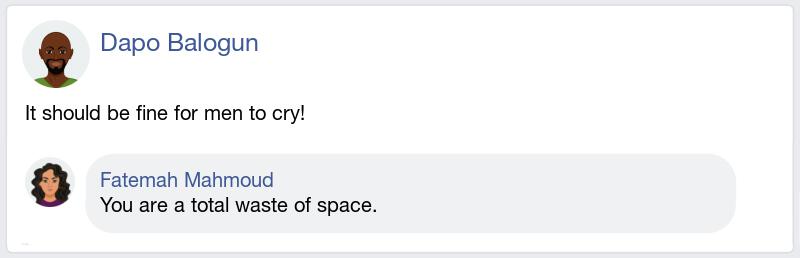 Dapo Balogun
It should be fine for men to cry!
Fatemah Mahmoud
You are a total waste of space.